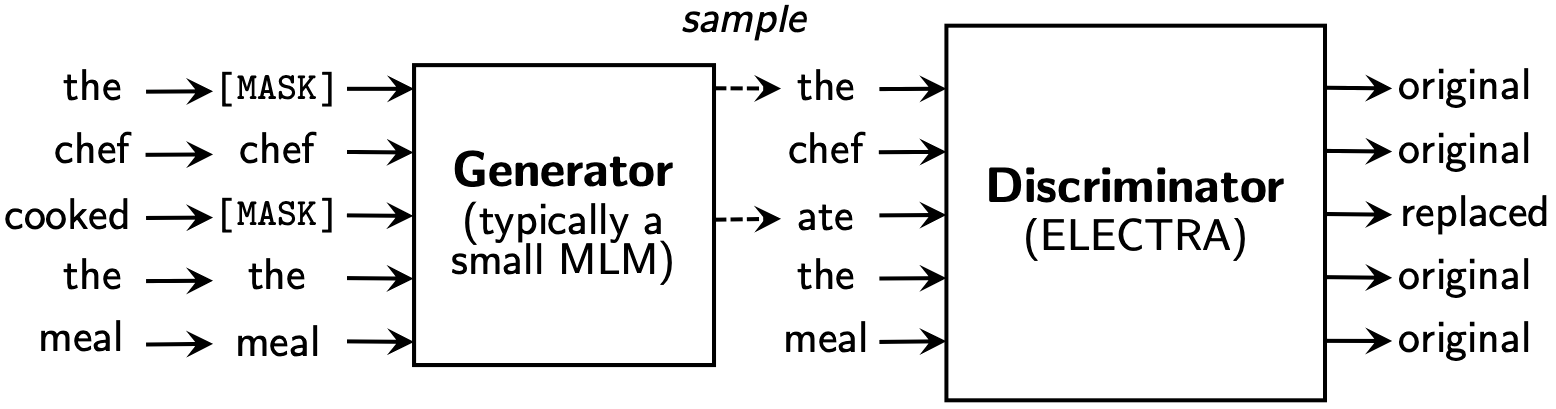 sample
the [MASK] the original
chef chef chef original
Generator
Discriminator
cooked [MASK] ate replaced
(typically a
(ELECTRA)
small MLM)
the the the original
meal meal meal original